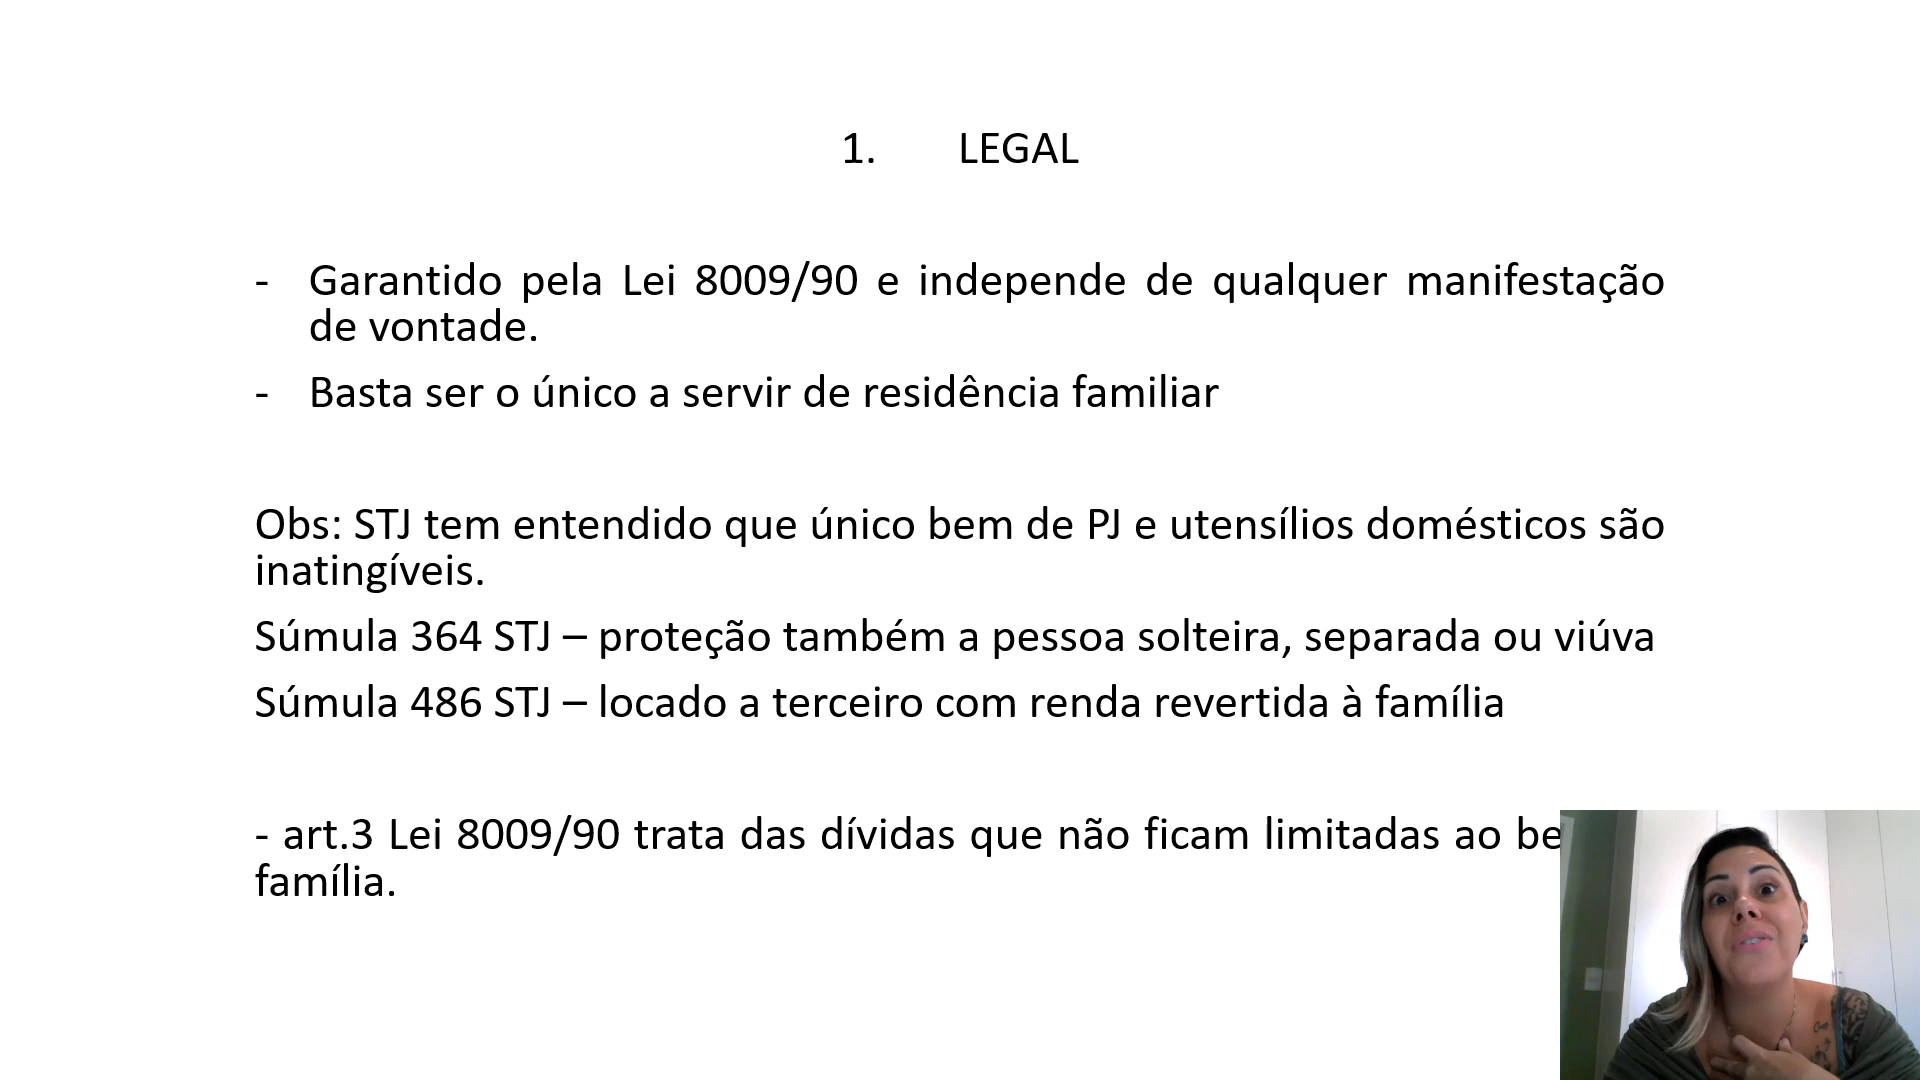 1. LEGAL
- Garantido pela Lei 8009/90 e independe de qualquer manifestação
de vontade.
- Basta ser o único a servir de residência familiar
Obs: STJ tem entendido que único bem de PJ e utensílios domésticos são
inatingíveis.
Súmula 364 STJ – proteção também a pessoa solteira, separada ou viúva
Súmula 486 STJ – locado a terceiro com renda revertida à família
- art.3 Lei 8009/90 trata das dívidas que não ficam limitadas ao
família.